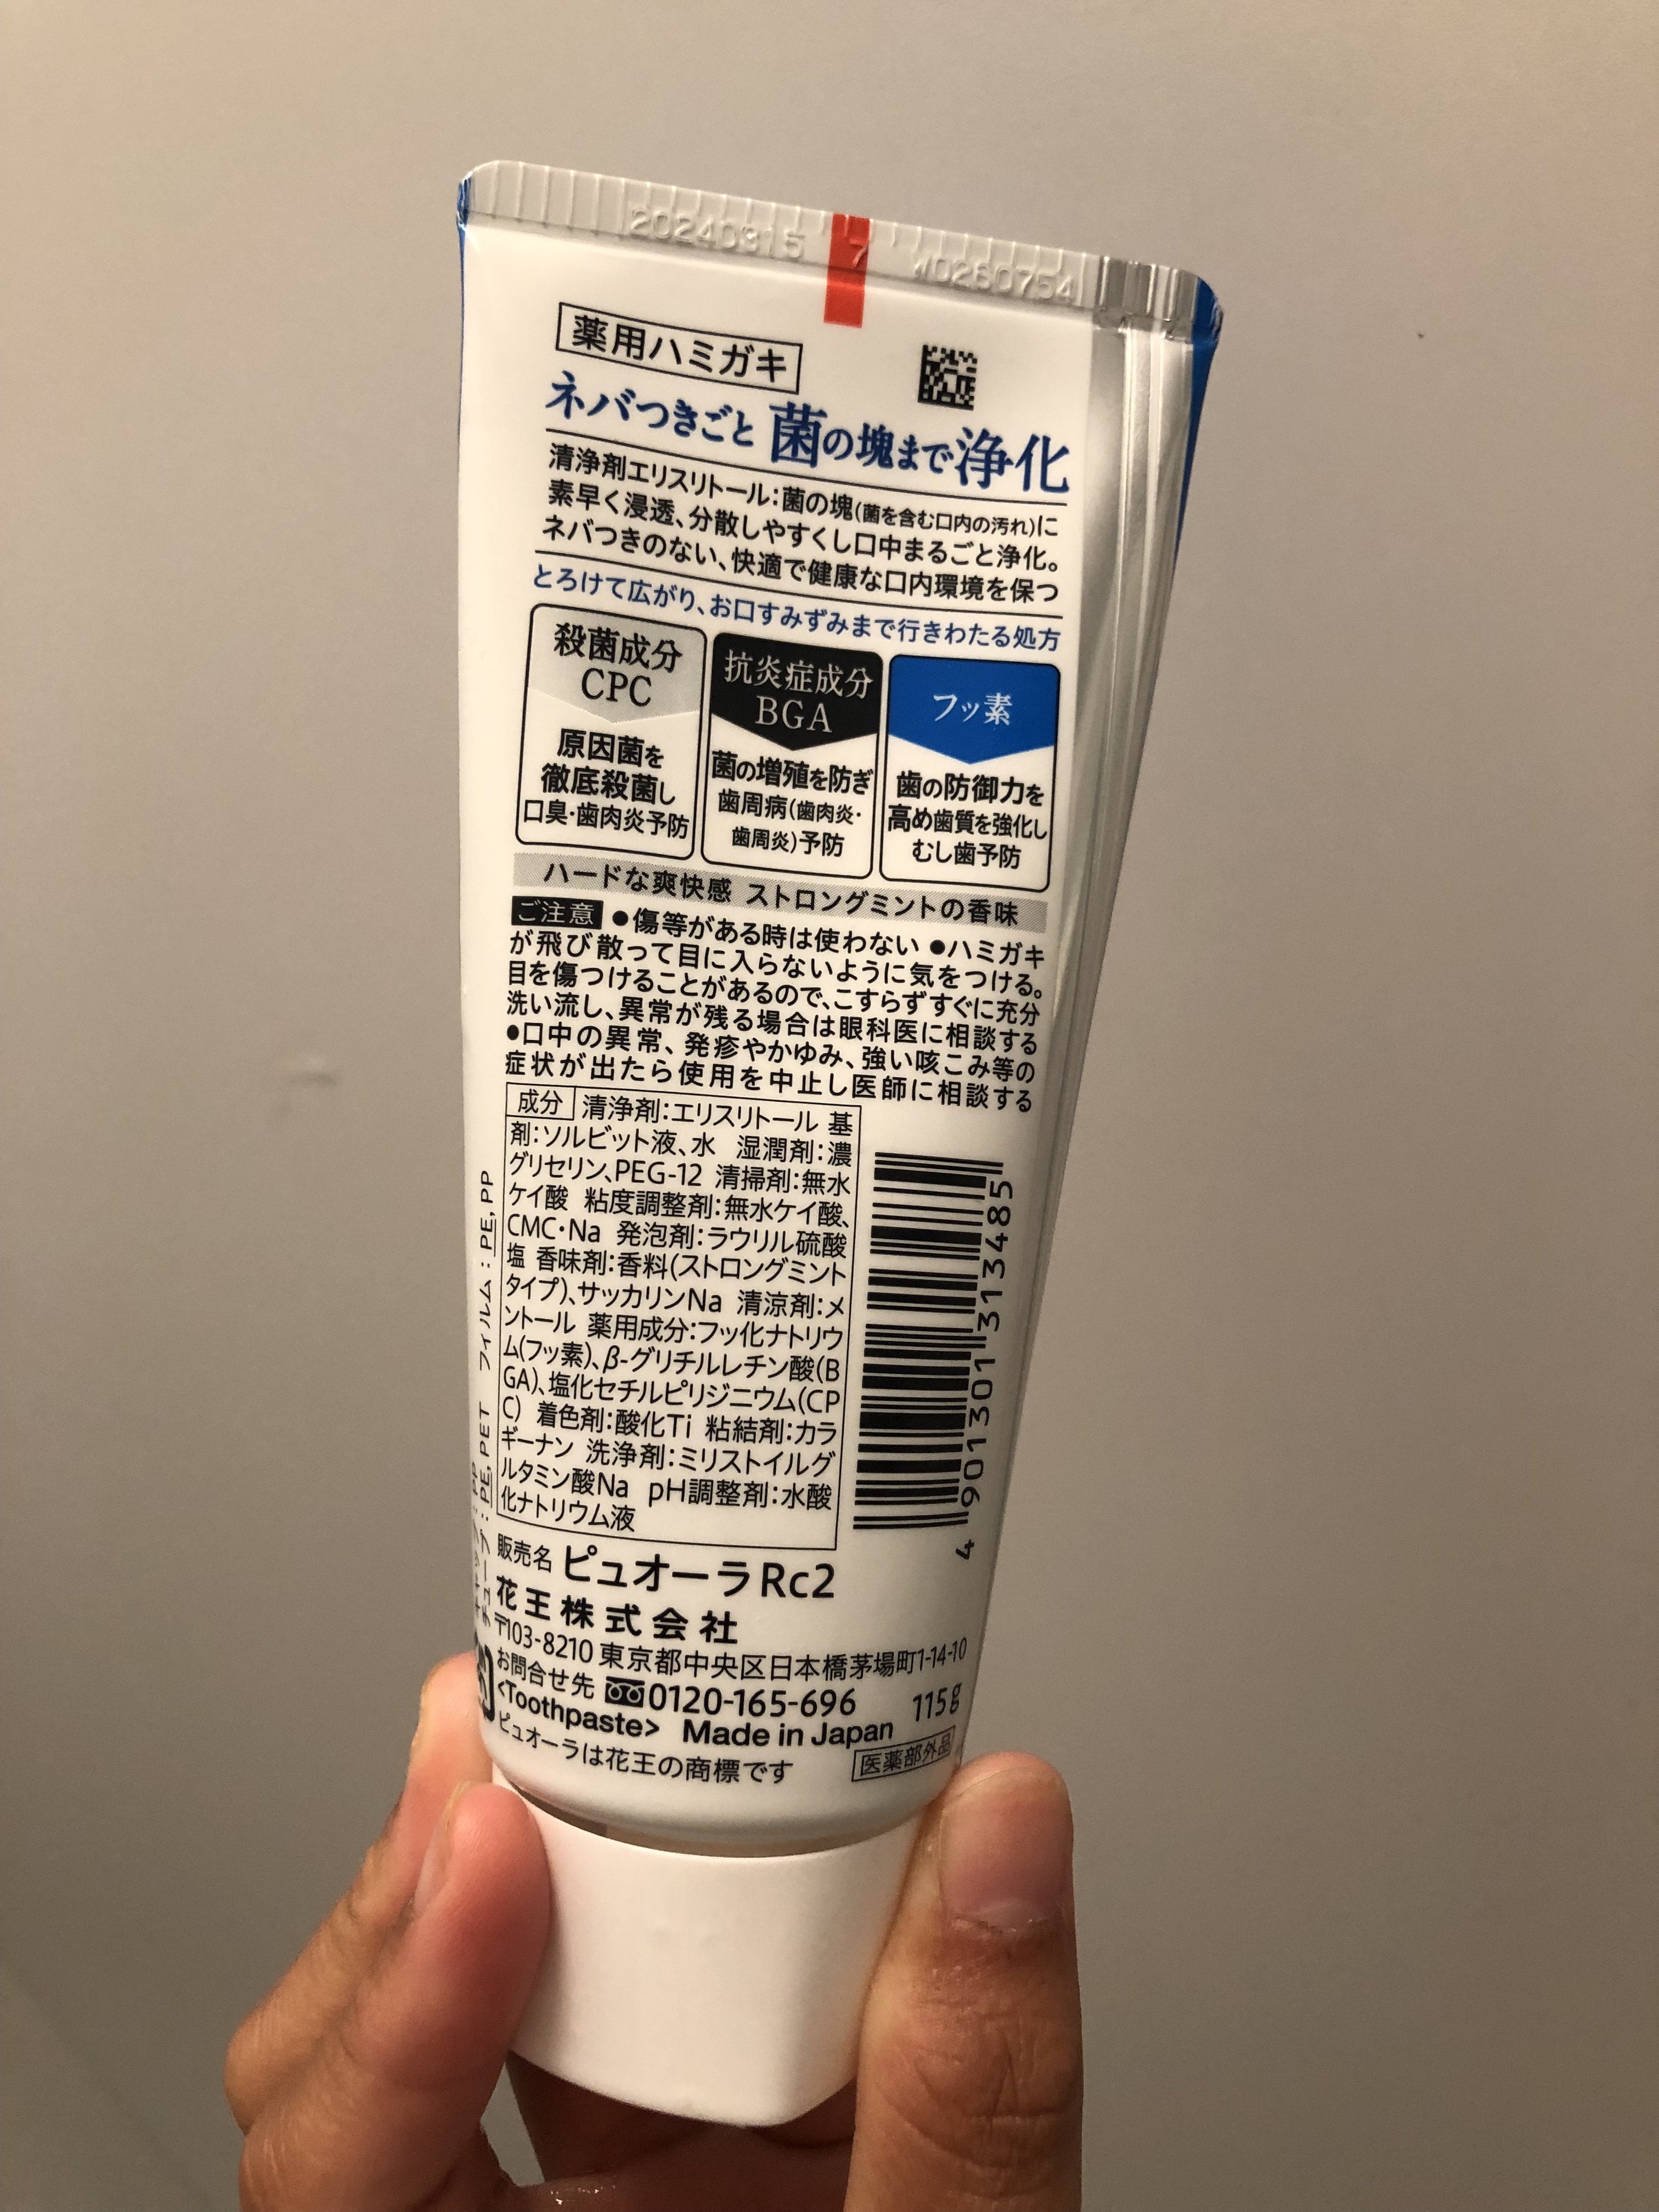 20240315 7 W0260754
薬用ハミガキ
ネバつきごと 菌の塊まで浄化
清浄剤エリスリトール:菌の塊(菌を含む口内の汚れ)に
素早く浸透、分散しやすくし口中まるごと浄化。
ネバつきのない、快適で健康な口内環境を保つ
とろけて広がり、お口すみずみまで行きわたる処方
殺菌成分
CPC
原因菌を
徹底殺菌し
口臭・歯肉炎予防
抗炎症成分
BGA
菌の増殖を防ぎ
歯周病(歯肉炎・
歯周炎)予防
フッ素
歯の防御力を
高め歯質を強化し
むし歯予防
ハードな爽快感 ストロングミントの香味
ご注意 ●傷等がある時は使わない ●ハミガキ
が飛び散って目に入らないように気をつける。
目を傷つけることがあるので、こすらずすぐに充分
洗い流し、異常が残る場合は眼科医に相談する
●口中の異常、発疹やかゆみ、強い咳こみ等の
症状が出たら使用を中止し医師に相談する
成分 清浄剤:エリスリトール 基
剤:ソルビット液、水 湿潤剤:濃
グリセリン、PEG-12 清掃剤:無水
ケイ酸 粘度調整剤:無水ケイ酸、
CMC・Na 発泡剤:ラウリル硫酸
塩 香味剤:香料(ストロングミント
タイプ)、サッカリンNa 清涼剤:メ
ントール 薬用成分:フッ化ナトリウ
ム(フッ素)、β-グリチルレチン酸(B
GA)、塩化セチルピリジニウム(CP
C) 着色剤:酸化Ti 粘結剤:カラ
ギーナン 洗浄剤:ミリストイルグ
ルタミン酸Na pH調整剤:水酸
化ナトリウム液
4 901301 313485
キャップ:PP
チューブ:PE, PET フィルム:PE, PP
販売名 ピュオーラRc2
花王株式会社
〒103-8210 東京都中央区日本橋茅場町1-14-10
お問合せ先 0120-165-696 115g
<Toothpaste> Made in Japan
ピュオーラは花王の商標です 医薬部外品